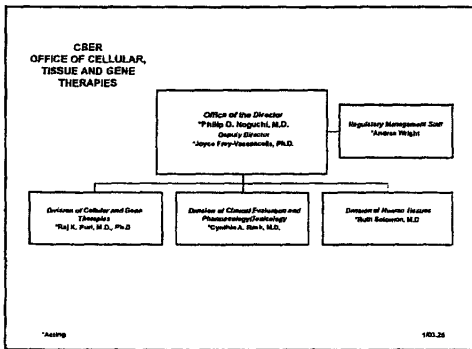 CBER
OFFICE OF CELLULAR,
TISSUE AND GENE
THERAPIES
Office of the Director
*Philip D. Noguchi, M.D.
Deputy Director
*Joyce Frey-Vasconcells, Ph.D.
Regulatory Management Staff
*Andrea Wright
Division of Cellular and Gene
Therapies
*Raj K. Puri, M.D., Ph.D
Division of Clinical Evaluation and
Pharmacology/Toxicology
*Cynthia A. Rask, M.D.
Division of Human Tissues
*Ruth Solomon, M.D
*Acting